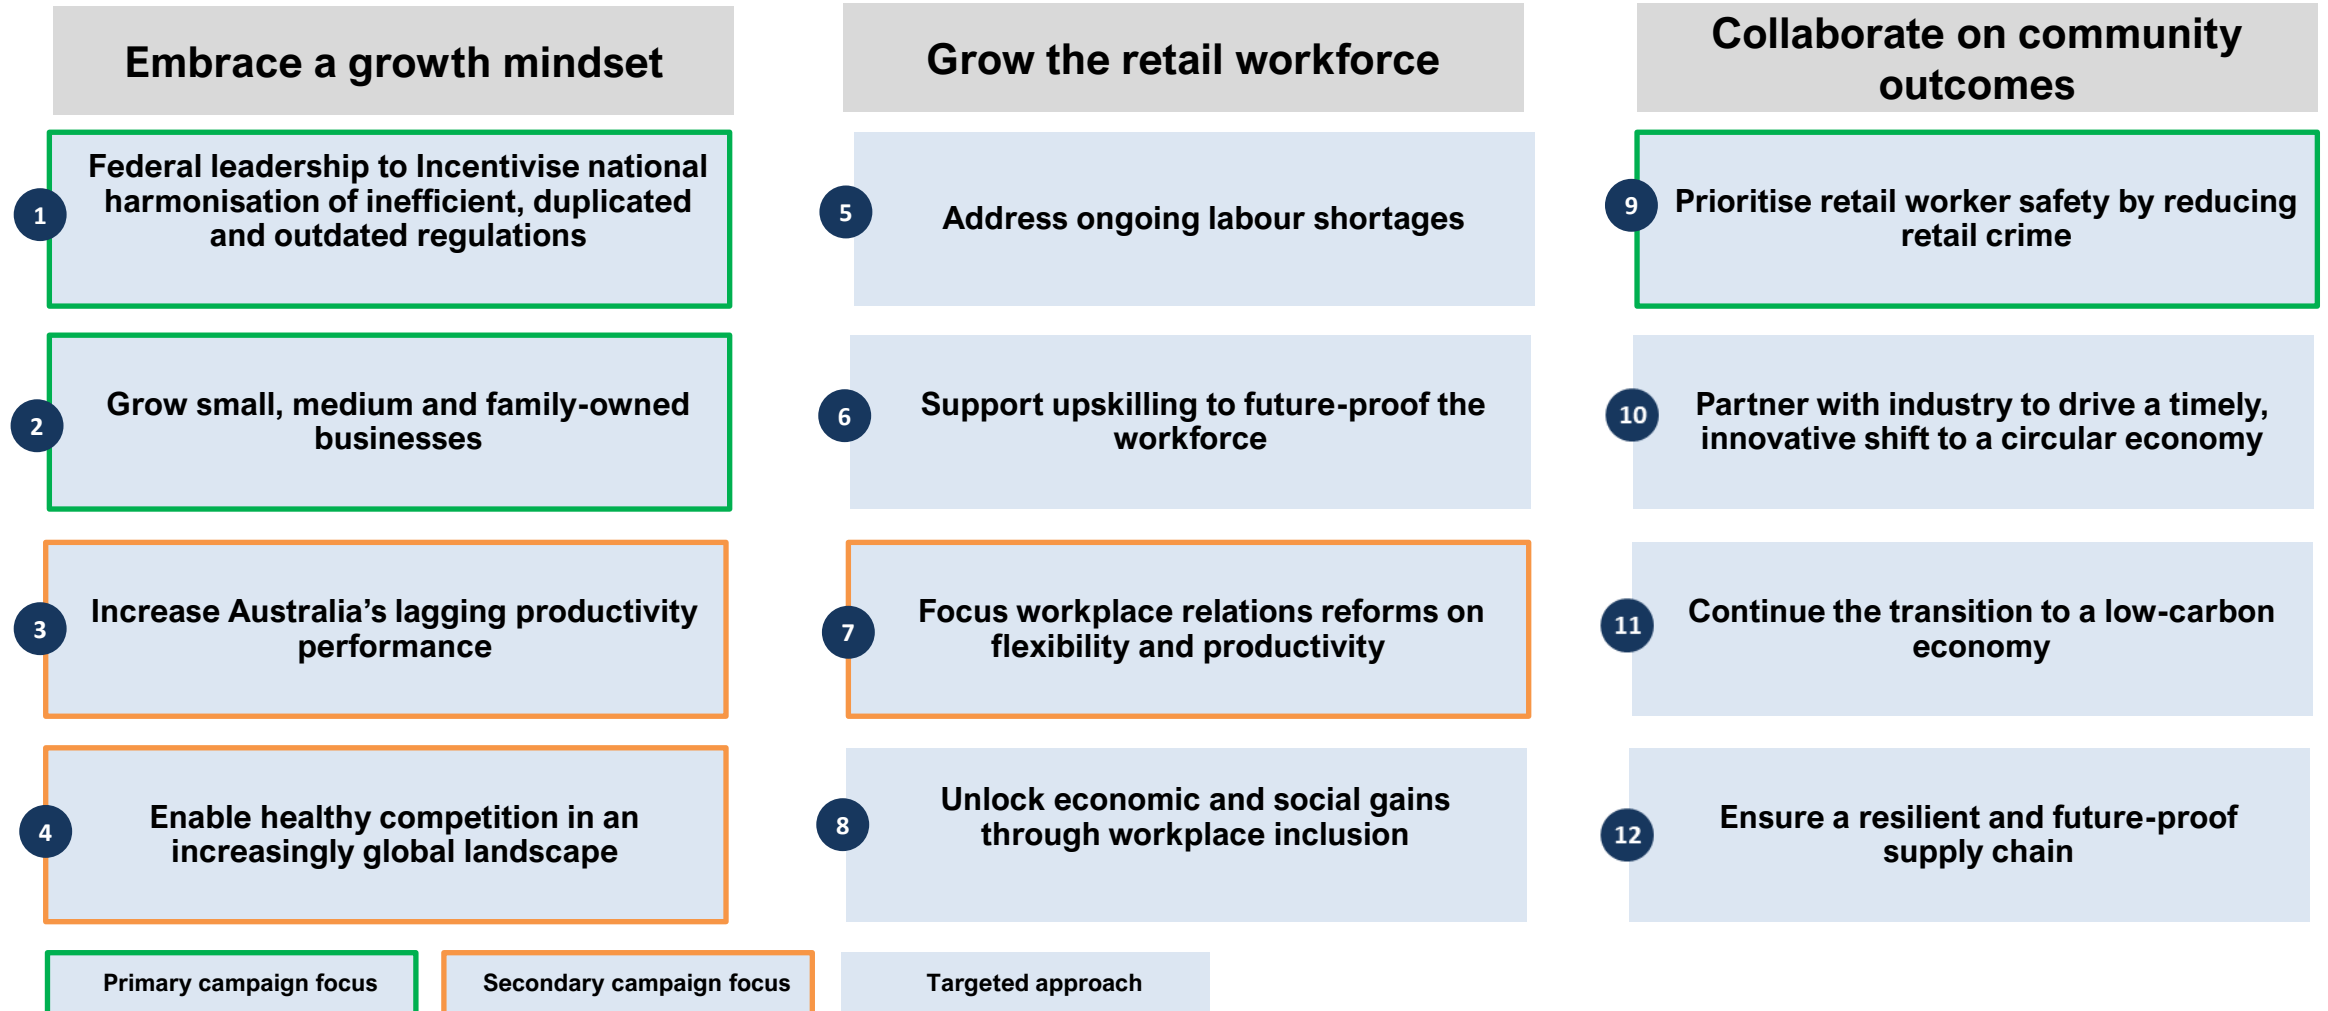 Embrace a growth mindset
1
Federal leadership to Incentivise national
harmonisation of inefficient, duplicated
and outdated regulations
2
Grow small, medium and family-owned
businesses
3
Increase Australia’s lagging productivity
performance
4
Enable healthy competition in an
increasingly global landscape
Grow the retail workforce
5
Address ongoing labour shortages
6
Support upskilling to future-proof the
workforce
7
Focus workplace relations reforms on
flexibility and productivity
8
Unlock economic and social gains
through workplace inclusion
Collaborate on community
outcomes
9
Prioritise retail worker safety by reducing
retail crime
10
Partner with industry to drive a timely,
innovative shift to a circular economy
11
Continue the transition to a low-carbon
economy
12
Ensure a resilient and future-proof
supply chain
Primary campaign focus
Secondary campaign focus
Targeted approach